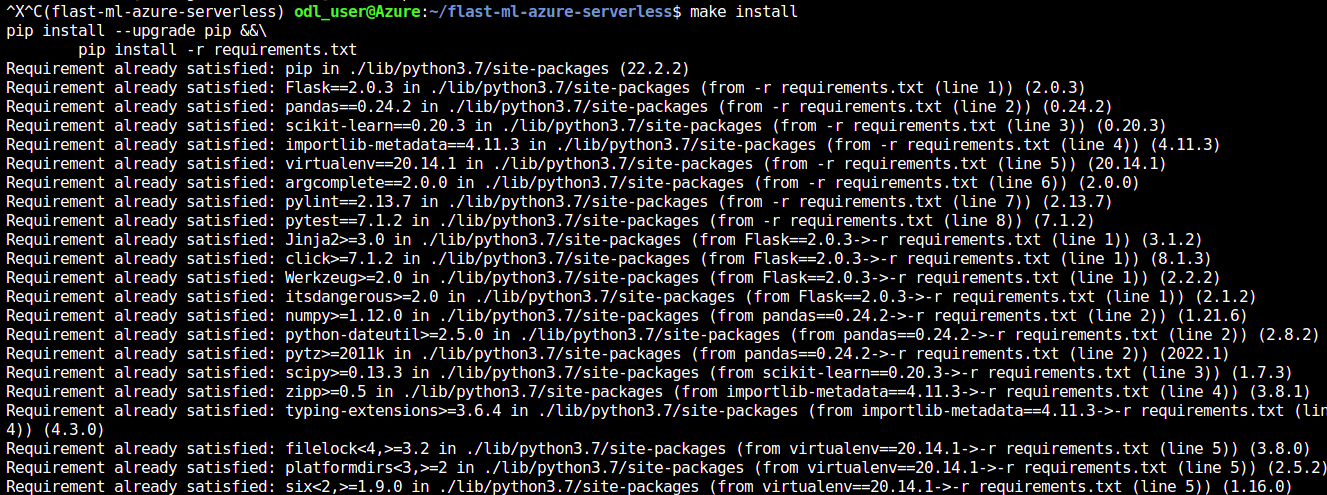 ^X^C(flast-ml-azure-serverless) odl_user@Azure:~/flast-ml-azure-serverless$ make install
pip install --upgrade pip &&\
        pip install -r requirements.txt
Requirement already satisfied: pip in ./lib/python3.7/site-packages (22.2.2)
Requirement already satisfied: Flask==2.0.3 in ./lib/python3.7/site-packages (from -r requirements.txt (line 1)) (2.0.3)
Requirement already satisfied: pandas==0.24.2 in ./lib/python3.7/site-packages (from -r requirements.txt (line 2)) (0.24.2)
Requirement already satisfied: scikit-learn==0.20.3 in ./lib/python3.7/site-packages (from -r requirements.txt (line 3)) (0.20.3)
Requirement already satisfied: importlib-metadata==4.11.3 in ./lib/python3.7/site-packages (from -r requirements.txt (line 4)) (4.11.3)
Requirement already satisfied: virtualenv==20.14.1 in ./lib/python3.7/site-packages (from -r requirements.txt (line 5)) (20.14.1)
Requirement already satisfied: argcomplete==2.0.0 in ./lib/python3.7/site-packages (from -r requirements.txt (line 6)) (2.0.0)
Requirement already satisfied: pylint==2.13.7 in ./lib/python3.7/site-packages (from -r requirements.txt (line 7)) (2.13.7)
Requirement already satisfied: pytest==7.1.2 in ./lib/python3.7/site-packages (from -r requirements.txt (line 8)) (7.1.2)
Requirement already satisfied: Jinja2>=3.0 in ./lib/python3.7/site-packages (from Flask==2.0.3->-r requirements.txt (line 1)) (3.1.2)
Requirement already satisfied: click>=7.1.2 in ./lib/python3.7/site-packages (from Flask==2.0.3->-r requirements.txt (line 1)) (8.1.3)
Requirement already satisfied: Werkzeug>=2.0 in ./lib/python3.7/site-packages (from Flask==2.0.3->-r requirements.txt (line 1)) (2.2.2)
Requirement already satisfied: itsdangerous>=2.0 in ./lib/python3.7/site-packages (from Flask==2.0.3->-r requirements.txt (line 1)) (2.1.2)
Requirement already satisfied: numpy>=1.12.0 in ./lib/python3.7/site-packages (from pandas==0.24.2->-r requirements.txt (line 2)) (1.21.6)
Requirement already satisfied: python-dateutil>=2.5.0 in ./lib/python3.7/site-packages (from pandas==0.24.2->-r requirements.txt (line 2)) (2.8.2)
Requirement already satisfied: pytz>=2011k in ./lib/python3.7/site-packages (from pandas==0.24.2->-r requirements.txt (line 2)) (2022.1)
Requirement already satisfied: scipy>=0.13.3 in ./lib/python3.7/site-packages (from scikit-learn==0.20.3->-r requirements.txt (line 3)) (1.7.3)
Requirement already satisfied: zipp>=0.5 in ./lib/python3.7/site-packages (from importlib-metadata==4.11.3->-r requirements.txt (line 4)) (3.8.1)
Requirement already satisfied: typing-extensions>=3.6.4 in ./lib/python3.7/site-packages (from importlib-metadata==4.11.3->-r requirements.txt (lin
4)) (4.3.0)
Requirement already satisfied: filelock<4,>=3.2 in ./lib/python3.7/site-packages (from virtualenv==20.14.1->-r requirements.txt (line 5)) (3.8.0)
Requirement already satisfied: platformdirs<3,>=2 in ./lib/python3.7/site-packages (from virtualenv==20.14.1->-r requirements.txt (line 5)) (2.5.2)
Requirement already satisfied: six<2,>=1.9.0 in ./lib/python3.7/site-packages (from virtualenv==20.14.1->-r requirements.txt (line 5)) (1.16.0)